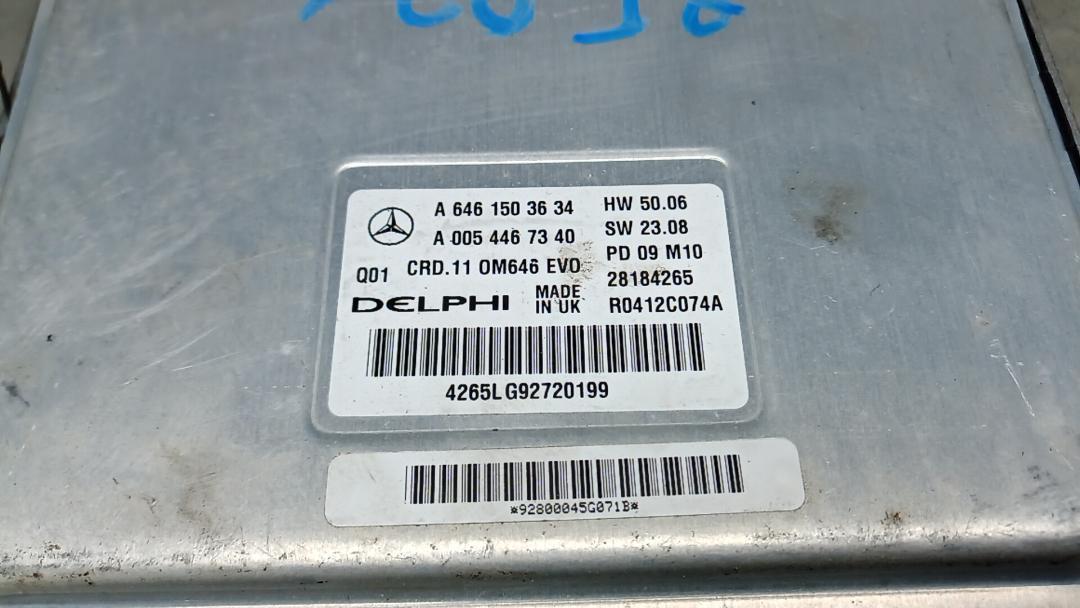 A 646 150 36 34 HW 50.06
A 005 446 73 40 SW 23.08
Q01 CRD.11 OM646 EVO PD 09 M10
28184265
DELPHI MADE IN UK R0412C074A
4265LG92720199
*92800045G071B*